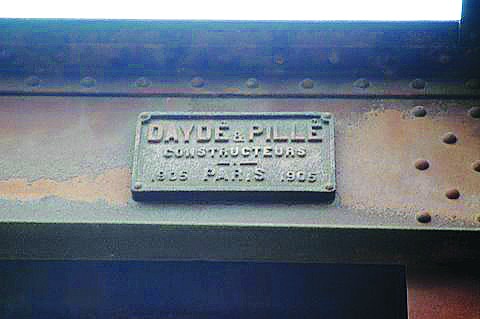 DAYDÉ & PILLÉ
CONSTRUCTEURS
1905 PARIS 1905